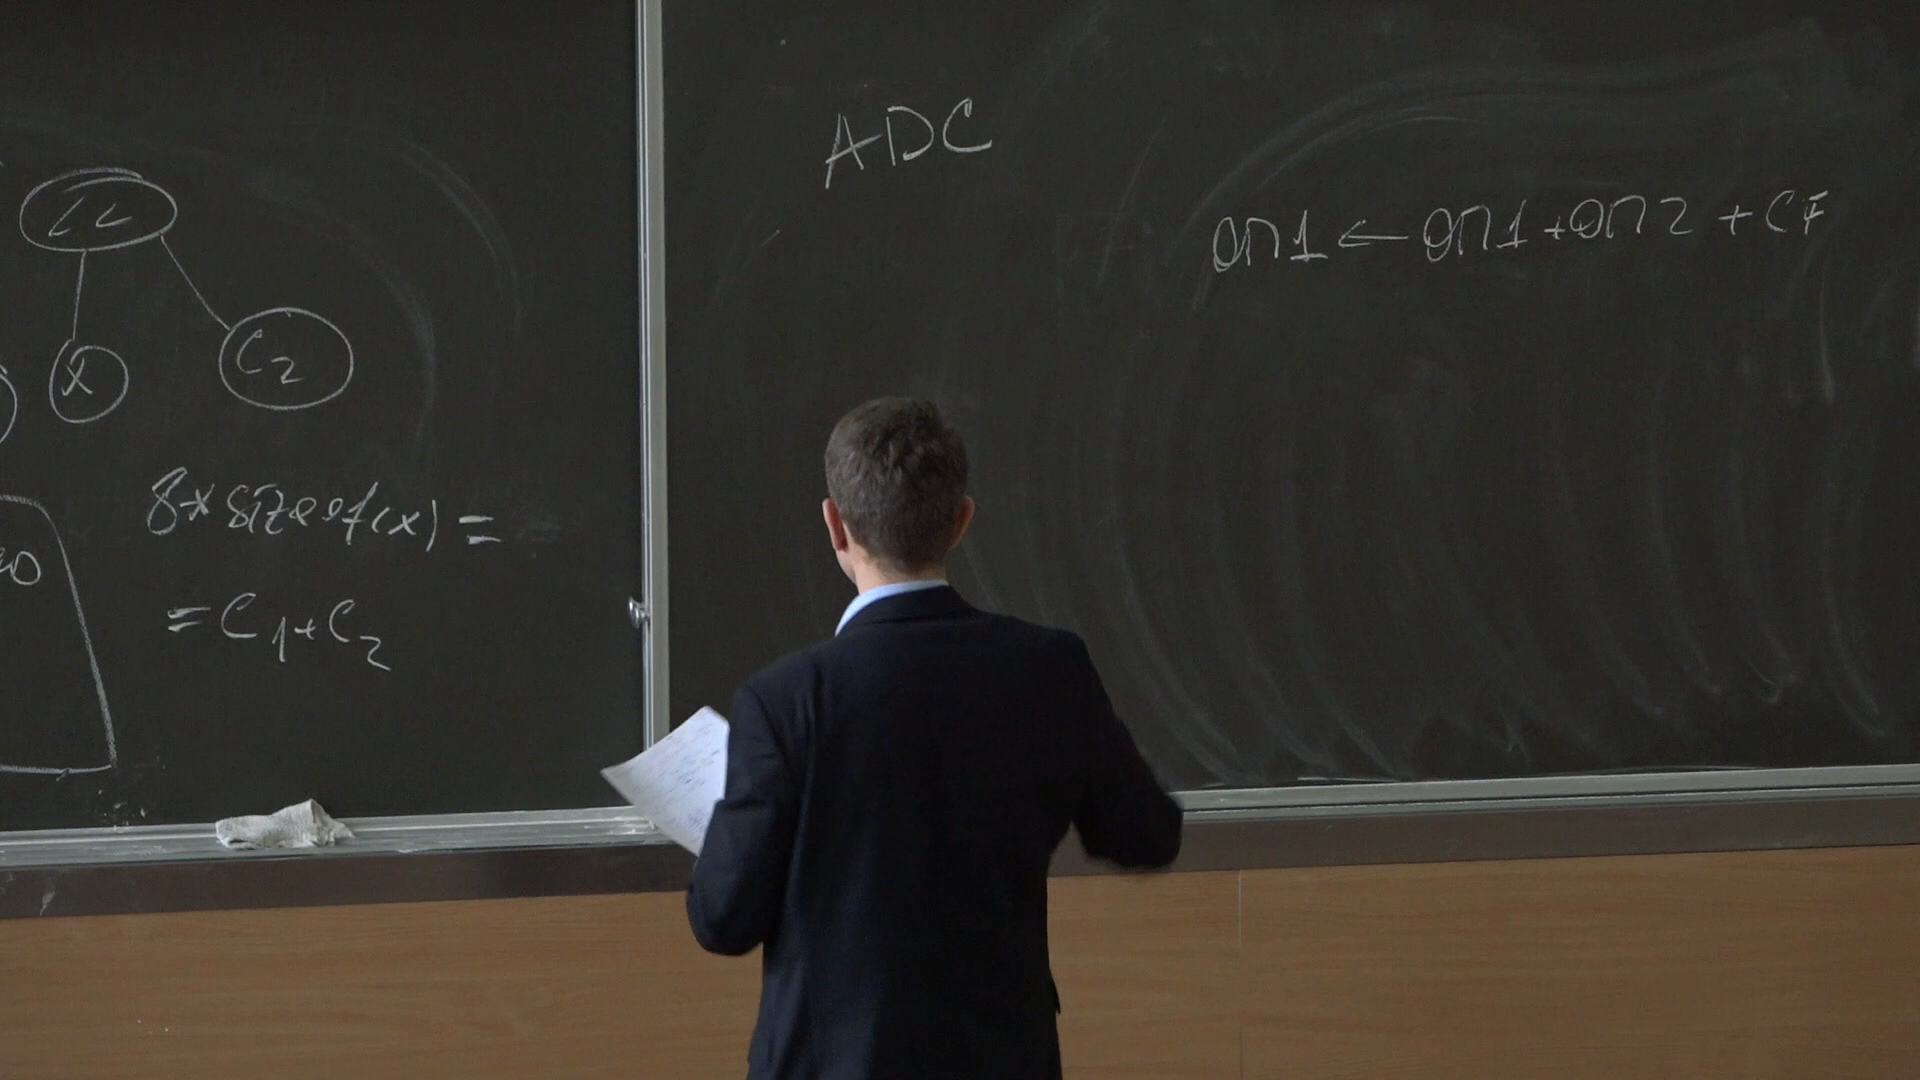 <<
x
C2
8*sizeof(x) =
= C1+C2
ADC
ОП1 ← ОП1+ОП2 + CF